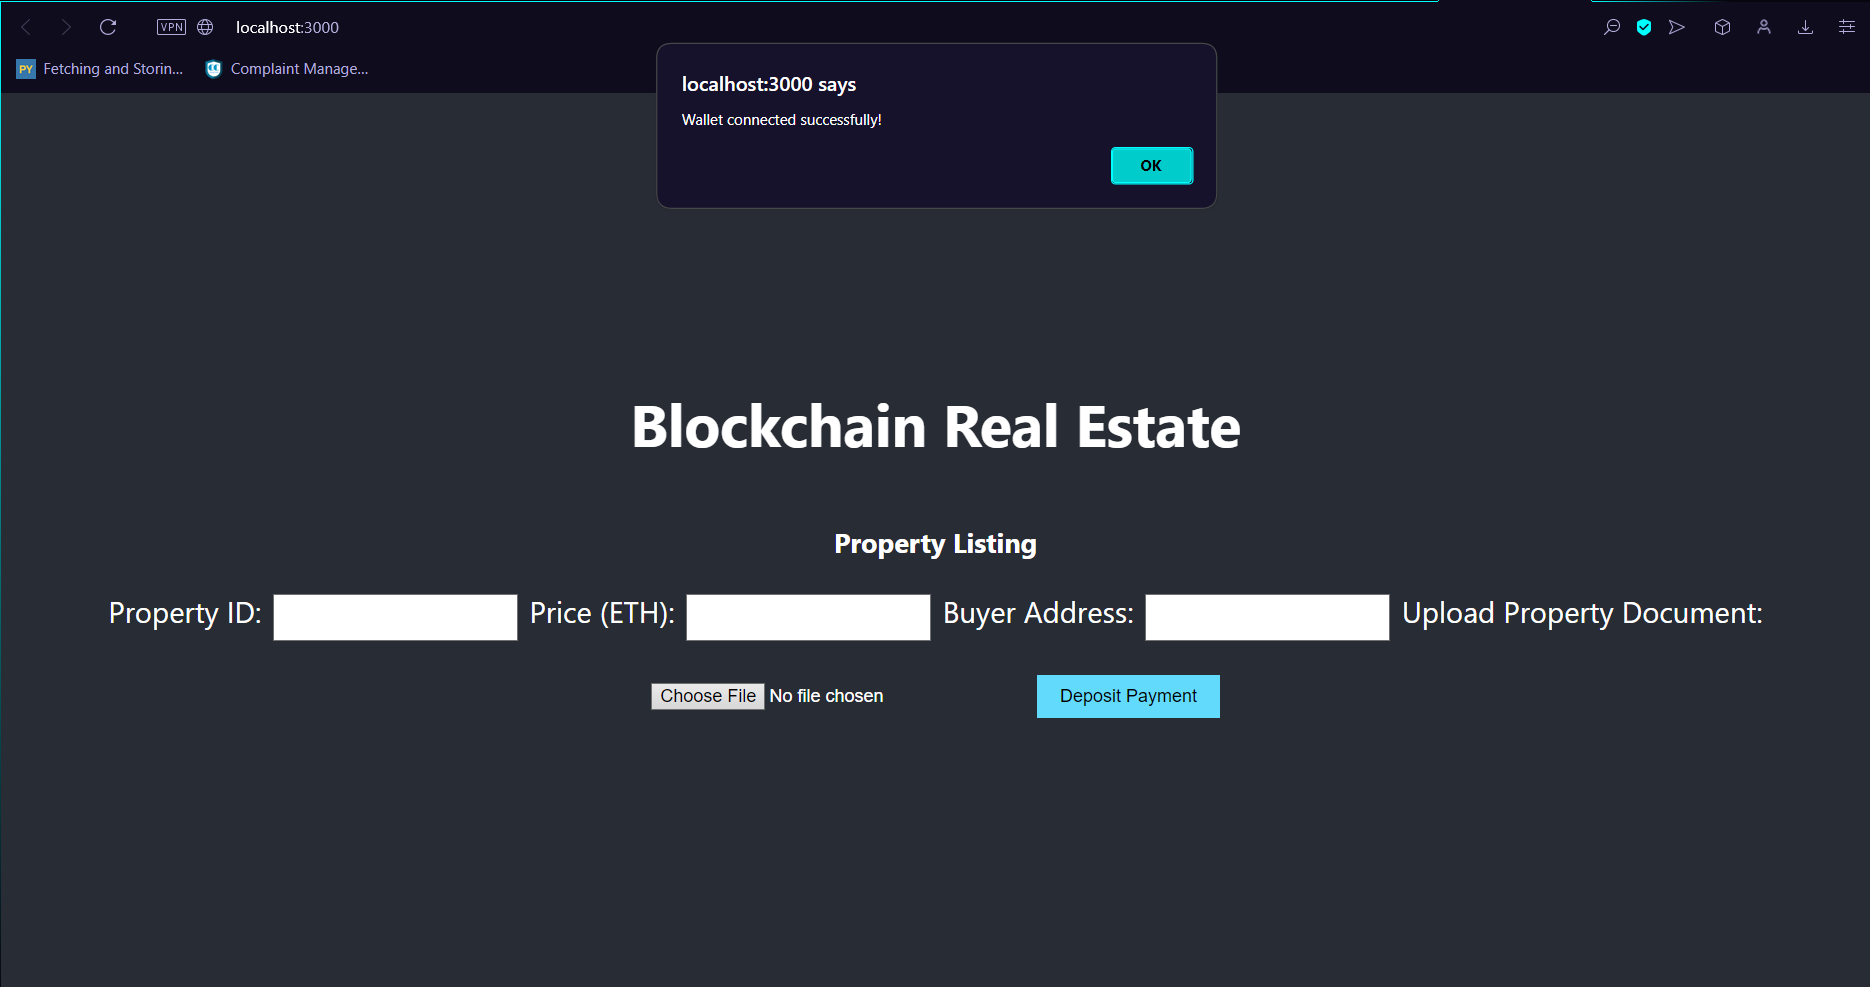 VPN localhost:3000
PY Fetching and Storin... Complaint Manage...
localhost:3000 says
Wallet connected successfully!
OK
Blockchain Real Estate
Property Listing
Property ID: Price (ETH): Buyer Address: Upload Property Document:
Choose File No file chosen Deposit Payment